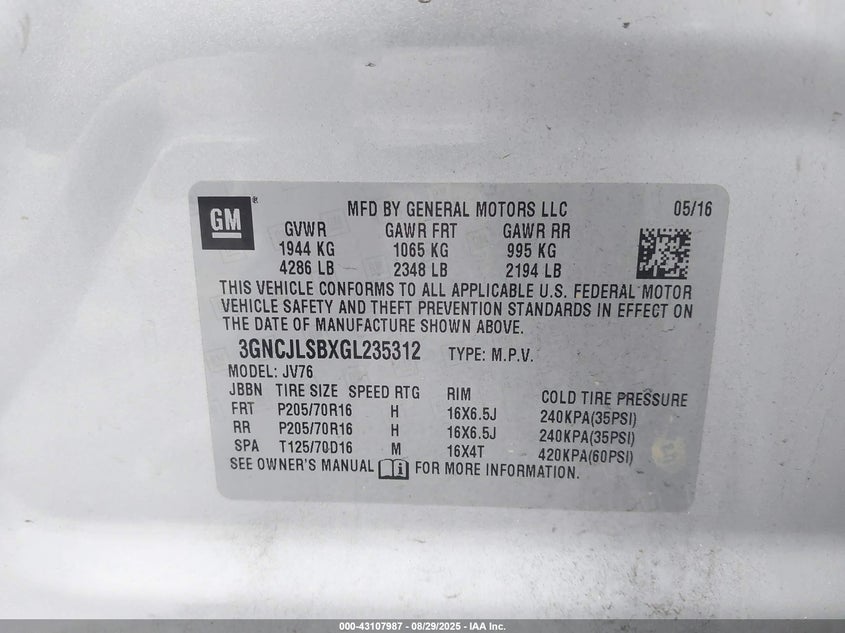 GM ®
MFD BY GENERAL MOTORS LLC 05/16
GVWR GAWR FRT GAWR RR
1944 KG 1065 KG 995 KG
4286 LB 2348 LB 2194 LB
THIS VEHICLE CONFORMS TO ALL APPLICABLE U.S. FEDERAL MOTOR
VEHICLE SAFETY AND THEFT PREVENTION STANDARDS IN EFFECT ON
THE DATE OF MANUFACTURE SHOWN ABOVE.
3GNCJLSBXGL235312 TYPE: M.P.V.
MODEL: JV76
JBBN TIRE SIZE SPEED RTG RIM COLD TIRE PRESSURE
FRT P205/70R16 H 16X6.5J 240KPA(35PSI)
RR P205/70R16 H 16X6.5J 240KPA(35PSI)
SPA T125/70D16 M 16X4T 420KPA(60PSI)
SEE OWNER'S MANUAL i FOR MORE INFORMATION.
000-43107987 - 08/29/2025 - IAA Inc.